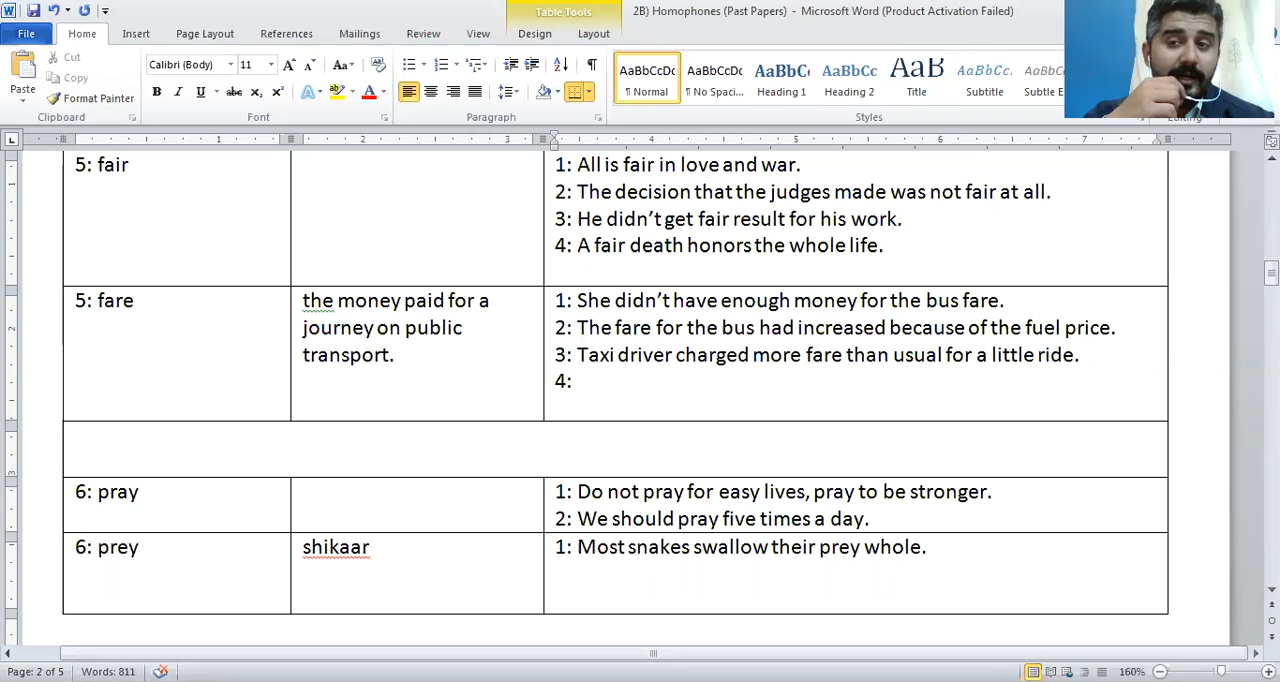 Table Tools
2B) Homophones (Past Papers) - Microsoft Word (Product Activation Failed)
File Home Insert Page Layout References Mailings Review View Design Layout
Paste
Cut
Copy
Format Painter
Clipboard
Calibri (Body) 11
Font
Paragraph
AaBbCcDc
¶ Normal
AaBbCcDc
¶ No Spaci...
AaBbCc
Heading 1
AaBbCc
Heading 2
AaB
Title
AaBbCc.
Subtitle
AaBbCc
Subtle E
Styles
Editing
5: fair
1: All is fair in love and war.
2: The decision that the judges made was not fair at all.
3: He didn’t get fair result for his work.
4: A fair death honors the whole life.
5: fare
the money paid for a
journey on public
transport.
1: She didn’t have enough money for the bus fare.
2: The fare for the bus had increased because of the fuel price.
3: Taxi driver charged more fare than usual for a little ride.
4:
6: pray
1: Do not pray for easy lives, pray to be stronger.
2: We should pray five times a day.
6: prey
shikaar
1: Most snakes swallow their prey whole.
Page: 2 of 5 Words: 811
160%